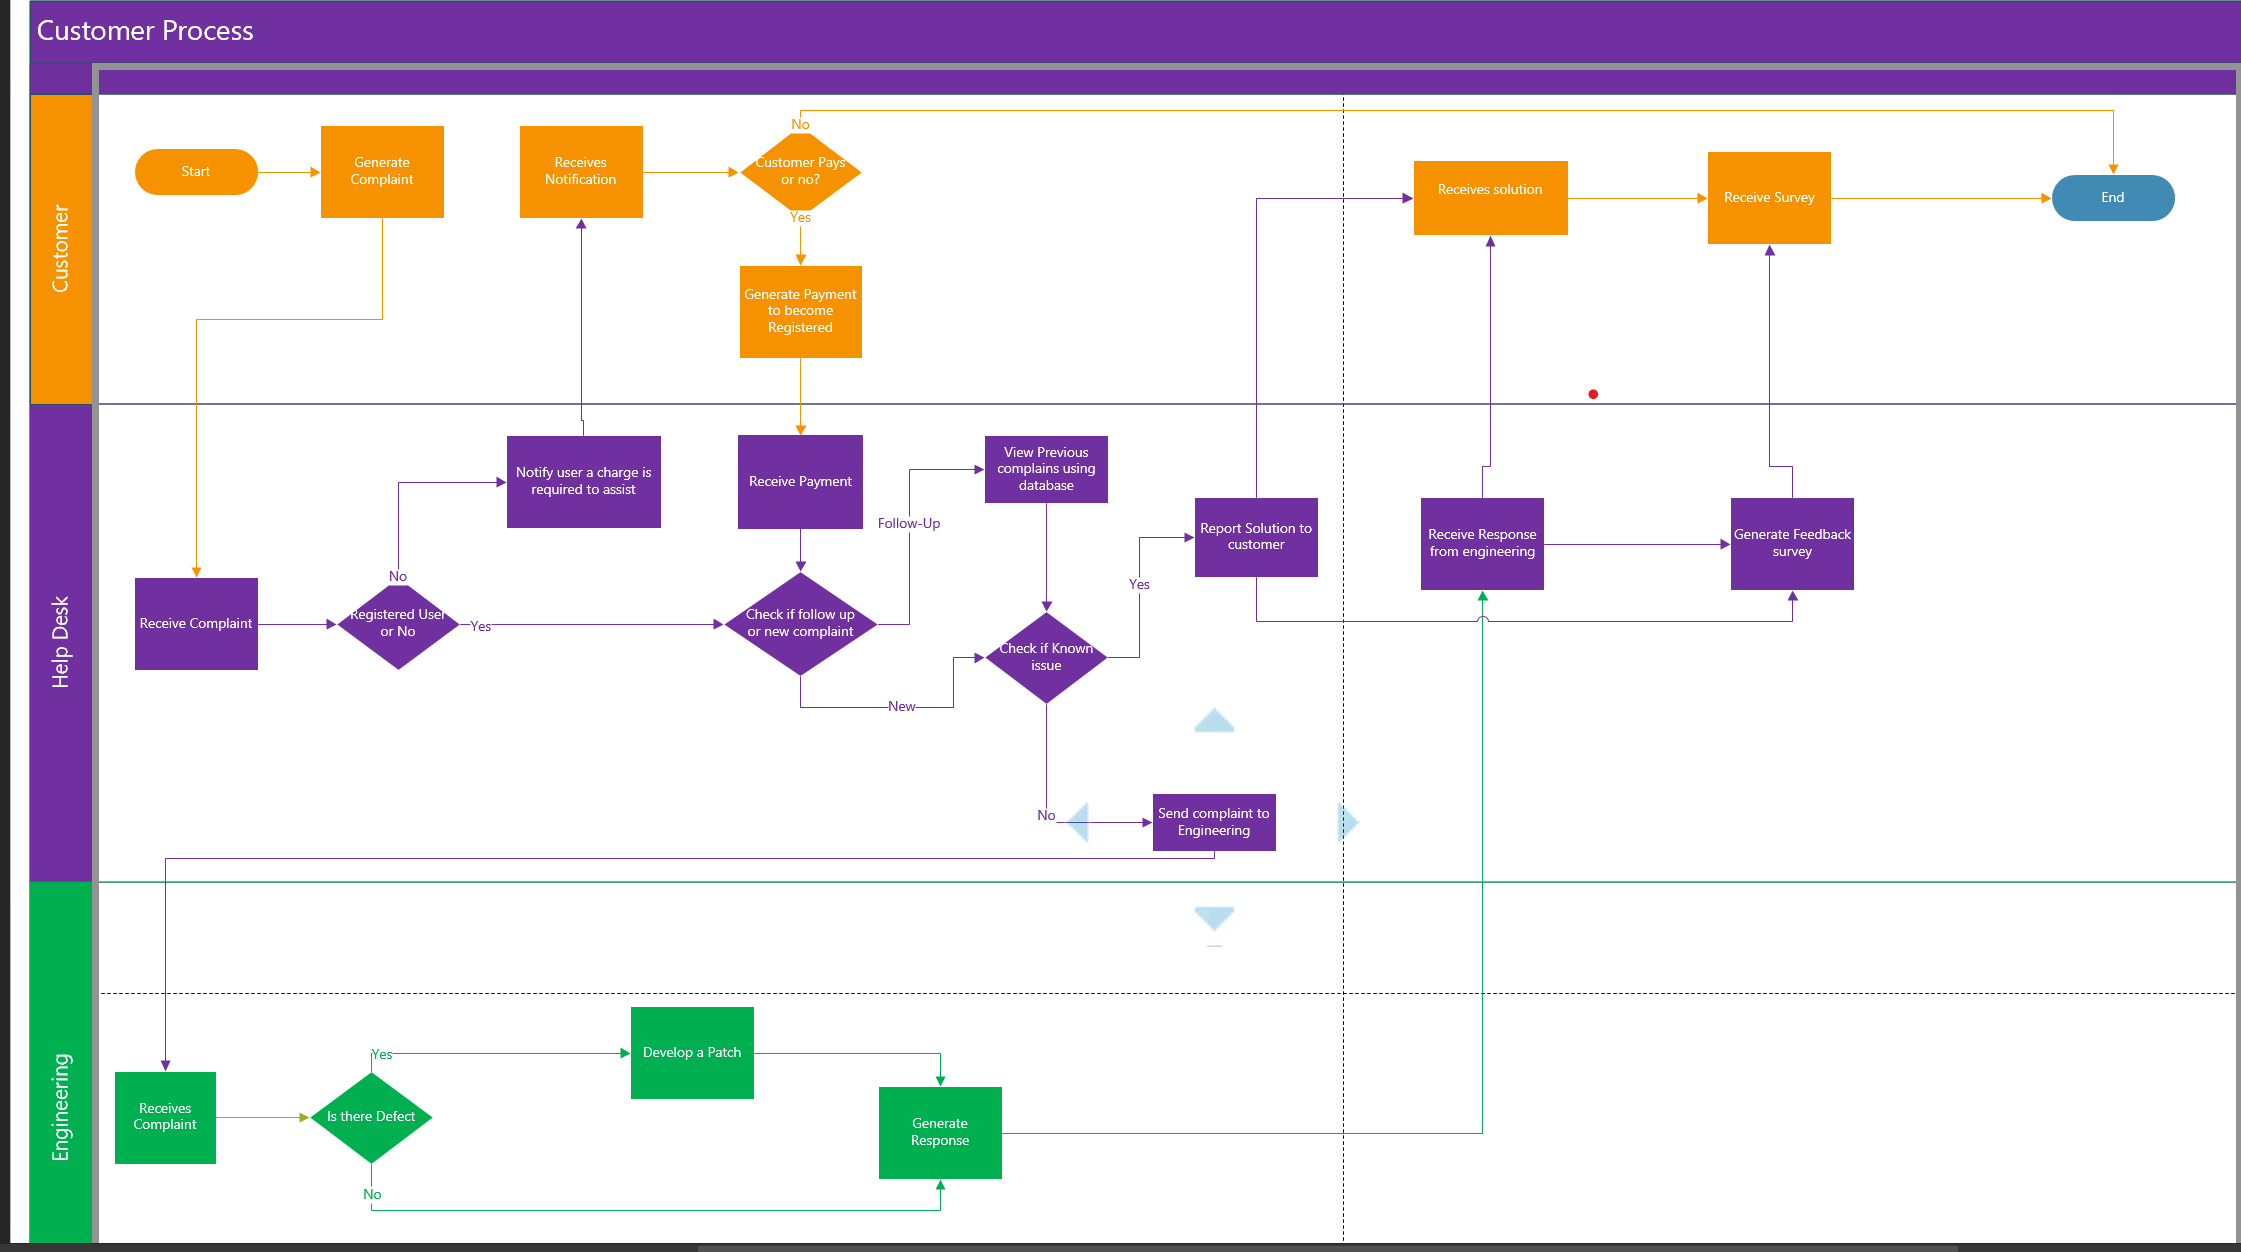 Customer Process
Customer
Start
Generate
Complaint
Receives
Notification
No
Customer Pays
or no?
Yes
Generate Payment
to become
Registered
Receives solution
Receive Survey
End
Help Desk
Receive Complaint
Registered User
or No
No
Yes
Notify user a charge is
required to assist
Receive Payment
Check if follow up
or new complaint
Follow-Up
New
View Previous
complains using
database
Check if Known
issue
Yes
No
Report Solution to
customer
Send complaint to
Engineering
Receive Response
from engineering
Generate Feedback
survey
Engineering
Receives
Complaint
Is there Defect
Yes
No
Develop a Patch
Generate
Response